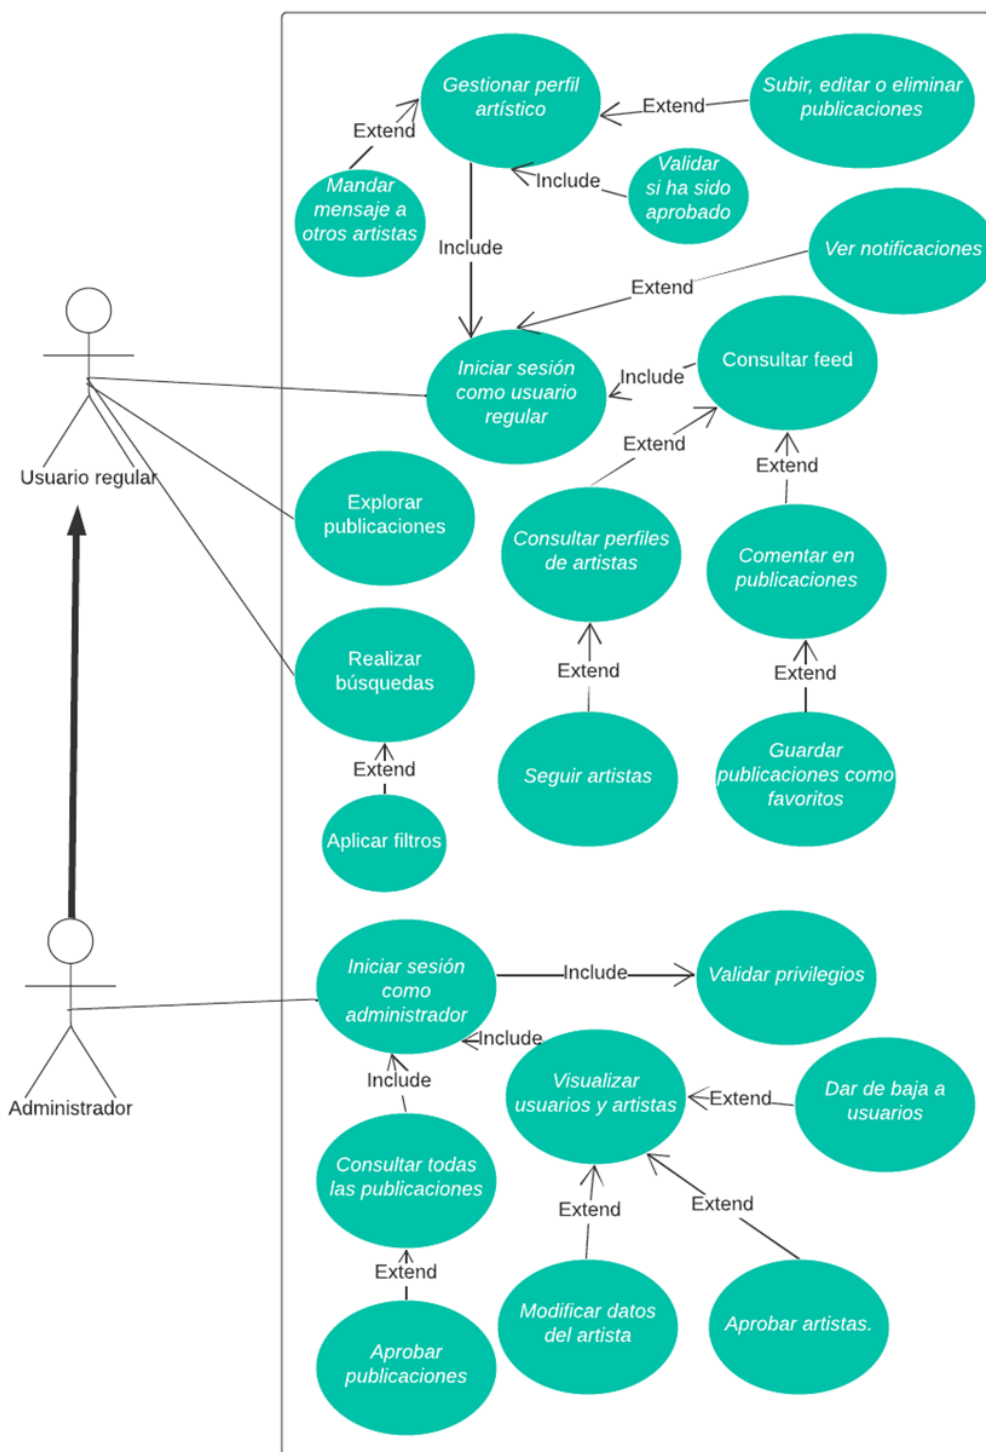 Gestionar perfil
artístico
Subir, editar o eliminar
publicaciones
Extend
Extend
Mandar
mensaje a
otros artistas
Include
Validar
si ha sido
aprobado
Include
Ver notificaciones
Extend
Iniciar sesión
como usuario
regular
Include
Consultar feed
Usuario regular
Extend
Extend
Explorar
publicaciones
Consultar perfiles
de artistas
Comentar en
publicaciones
Realizar
búsquedas
Extend
Extend
Extend
Seguir artistas
Guardar
publicaciones como
favoritos
Aplicar filtros
Iniciar sesión
como
administrador
Include
Validar privilegios
Include
Include
Visualizar
usuarios y artistas
Extend
Dar de baja a
usuarios
Administrador
Consultar todas
las publicaciones
Extend
Extend
Extend
Aprobar
publicaciones
Modificar datos
del artista
Aprobar artistas.